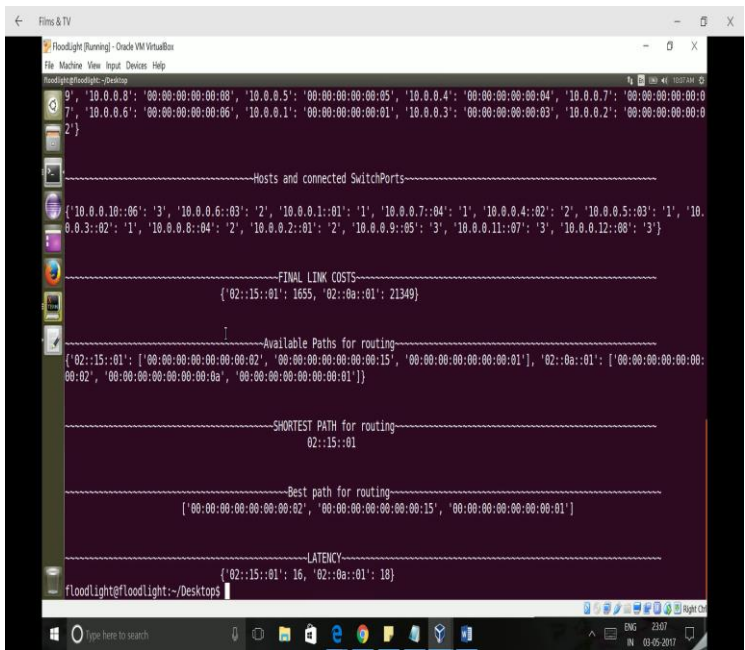 Films & TV
FloodLight [Running] - Oracle VM VirtualBox
File Machine View Input Devices Help
floodlight@floodlight: ~/Desktop
10:37 AM
9', '10.0.0.8': '00:00:00:00:00:08', '10.0.0.5': '00:00:00:00:00:05', '10.0.0.4': '00:00:00:00:00:04', '10.0.0.7': '00:00:00:00:00:0
7', '10.0.0.6': '00:00:00:00:00:06', '10.0.0.1': '00:00:00:00:00:01', '10.0.0.3': '00:00:00:00:00:03', '10.0.0.2': '00:00:00:00:00:0
2'}
Hosts and connected SwitchPorts
{'10.0.0.10::06': '3', '10.0.0.6::03': '2', '10.0.0.1::01': '1', '10.0.0.7::04': '1', '10.0.0.4::02': '2', '10.0.0.5::03': '1', '10.
0.0.3::02': '1', '10.0.0.8::04': '2', '10.0.0.2::01': '2', '10.0.0.9::05': '3', '10.0.0.11::07': '3', '10.0.0.12::08': '3'}
FINAL LINK COSTS
{'02::15::01': 1655, '02::0a::01': 21349}
Available Paths for routing
{'02::15::01': ['00:00:00:00:00:00:00:02', '00:00:00:00:00:00:00:15', '00:00:00:00:00:00:00:01'], '02::0a::01': ['00:00:00:00:00:00:
00:02', '00:00:00:00:00:00:00:0a', '00:00:00:00:00:00:00:01']}
SHORTEST PATH for routing
02::15::01
Best path for routing
['00:00:00:00:00:00:00:02', '00:00:00:00:00:00:00:15', '00:00:00:00:00:00:00:01']
LATENCY
{'02::15::01': 16, '02::0a::01': 18}
floodlight@floodlight:~/Desktop$
Right Ctrl
Type here to search
ENG 23:07
IN 03-05-2017